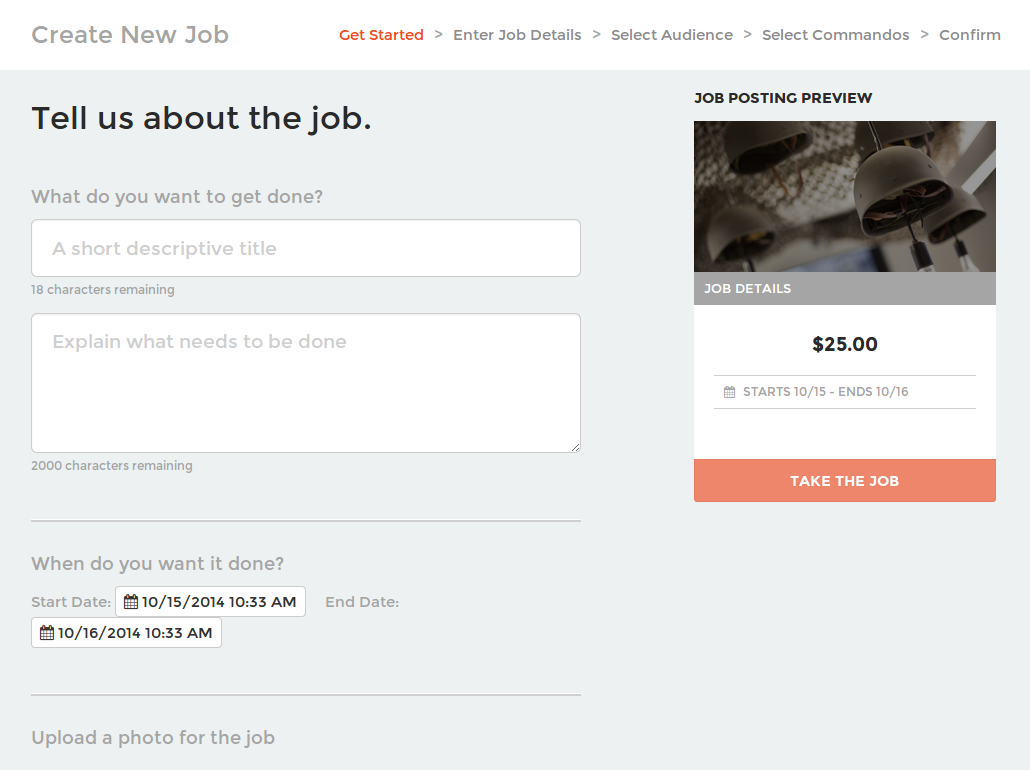 Create New Job
Get Started > Enter Job Details > Select Audience > Select Commandos > Confirm
Tell us about the job.
What do you want to get done?
A short descriptive title
18 characters remaining
Explain what needs to be done
2000 characters remaining
When do you want it done?
Start Date: 10/15/2014 10:33 AM End Date:
10/16/2014 10:33 AM
Upload a photo for the job
JOB POSTING PREVIEW
JOB DETAILS
$25.00
STARTS 10/15 - ENDS 10/16
TAKE THE JOB